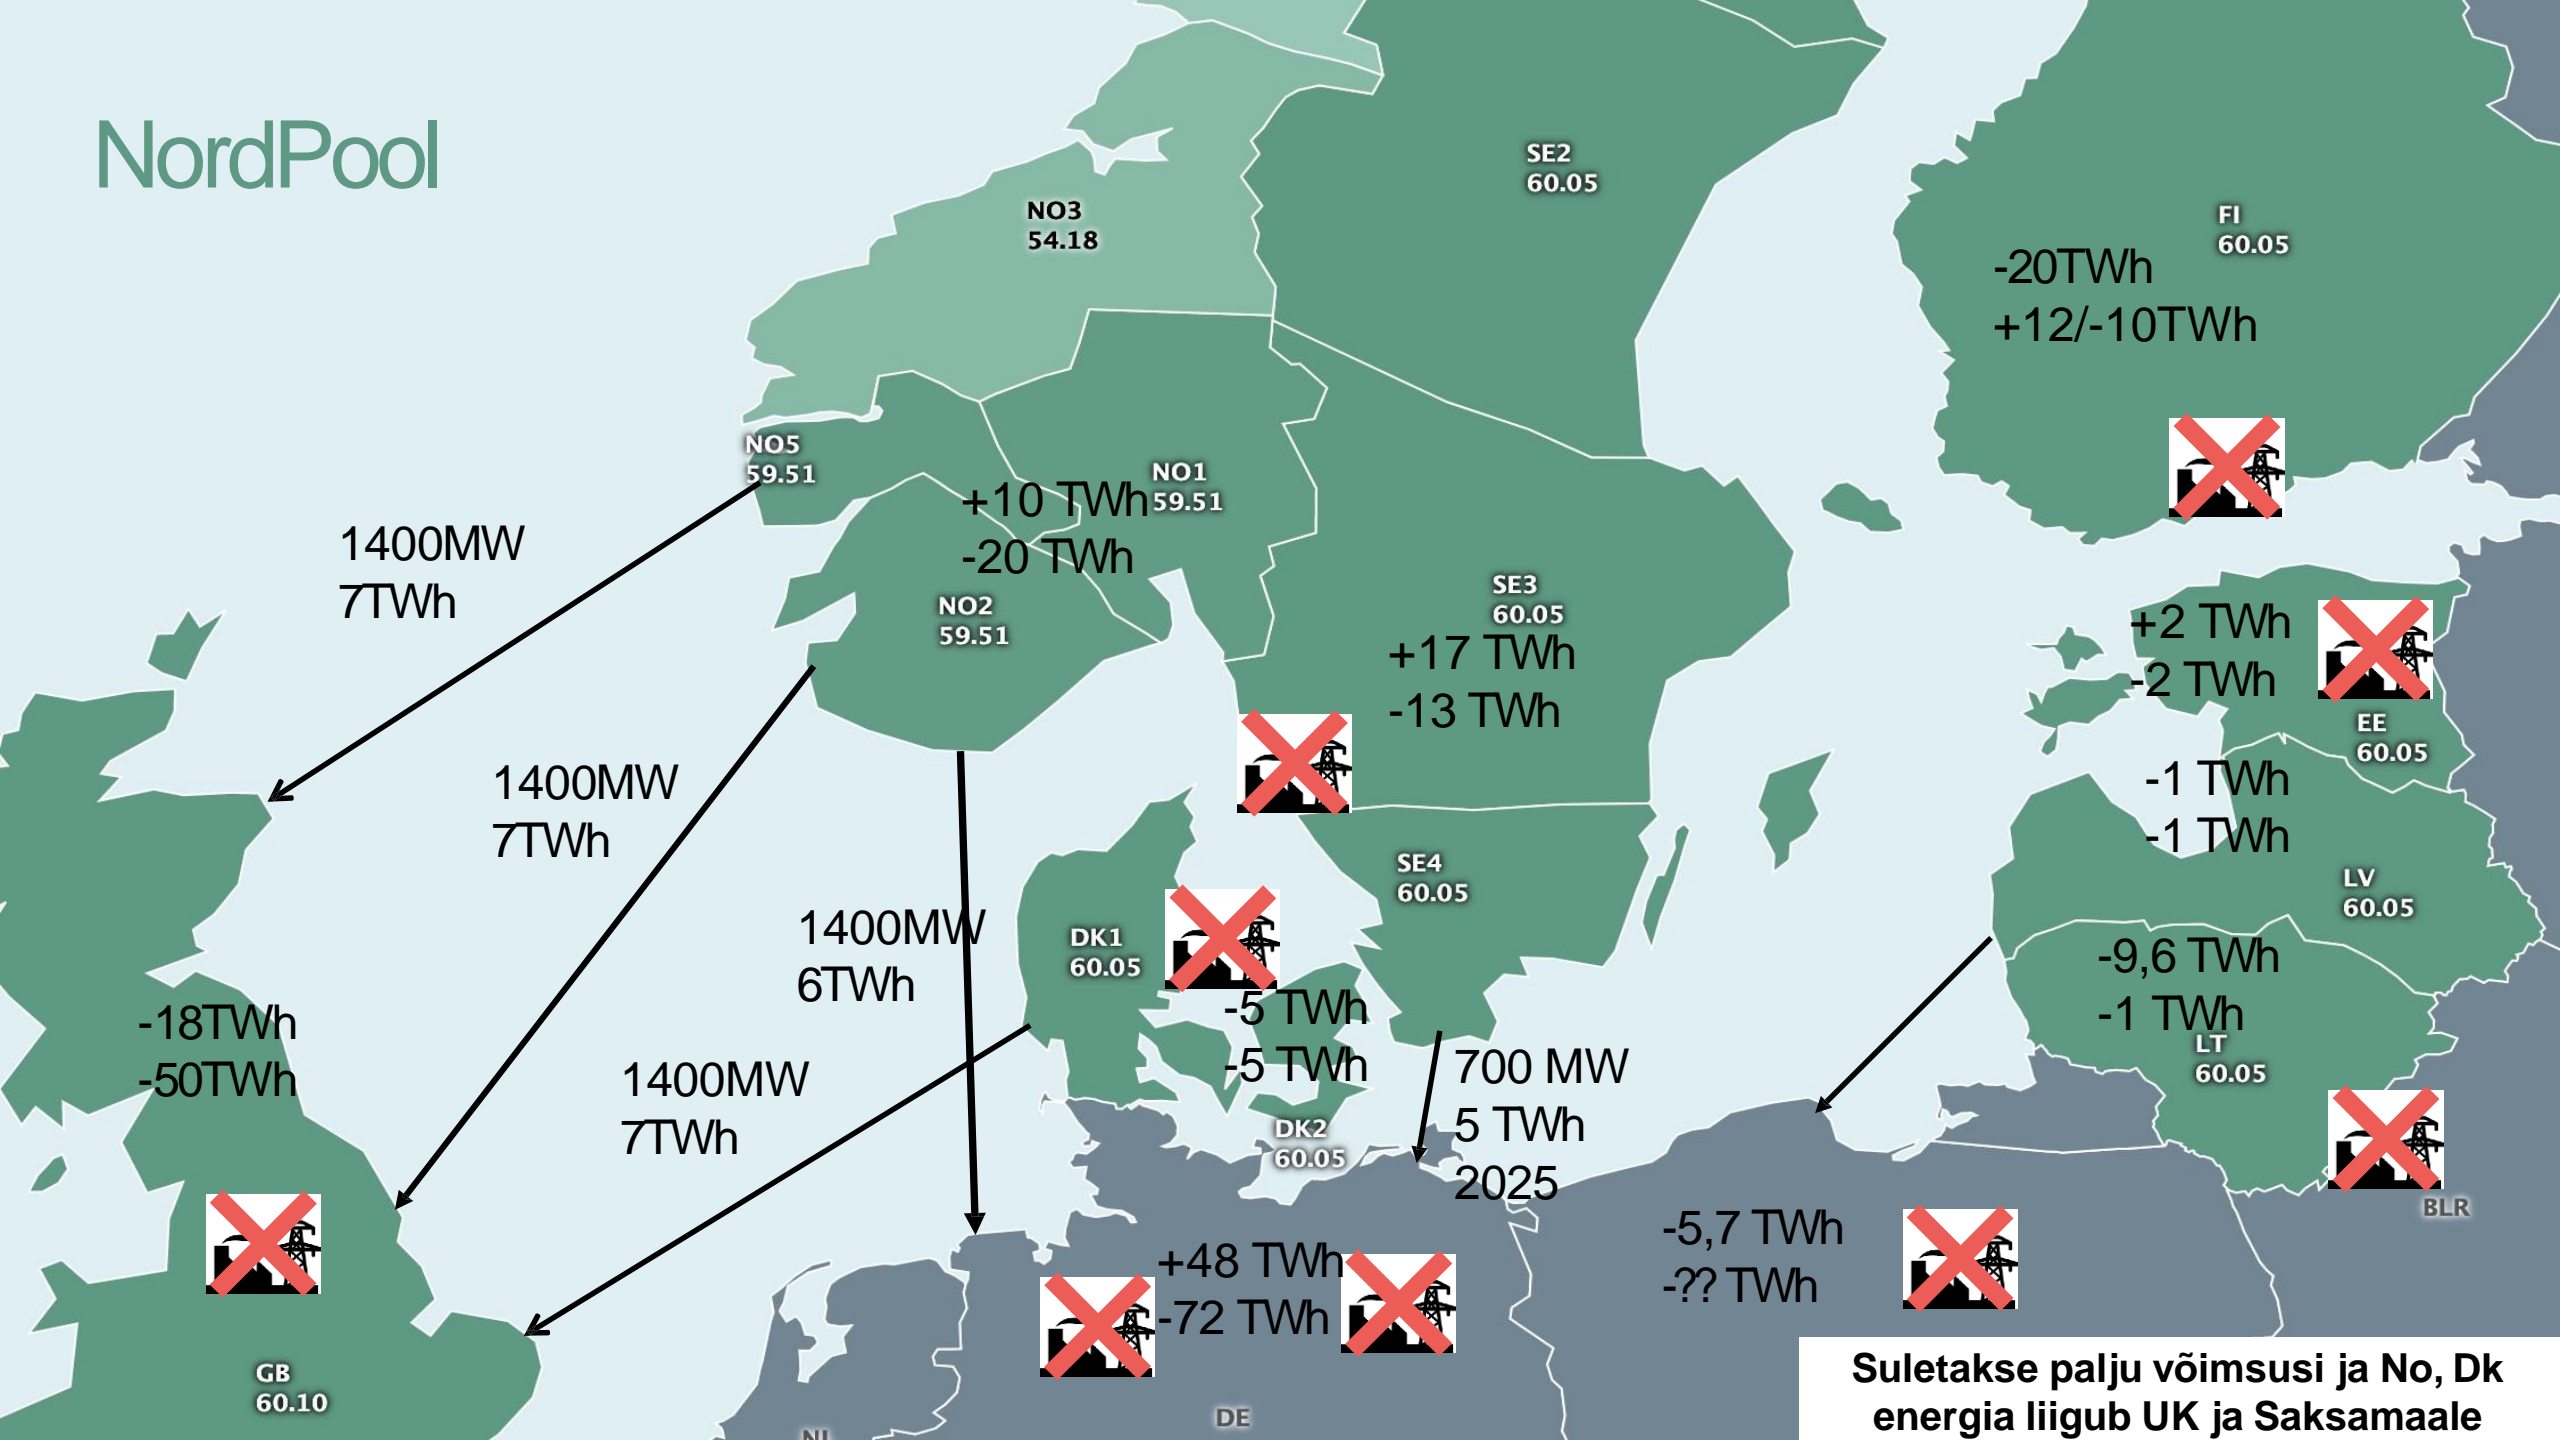 NordPool
SE2
60.05
NO3
54.18
FI
60.05
-20TWh
+12/-10TWh
NO5
59.51
NO1
59.51
+10 TWh
-20 TWh
1400MW
7TWh
NO2
59.51
SE3
60.05
+17 TWh
-13 TWh
+2 TWh
-2 TWh
EE
60.05
1400MW
7TWh
-1 TWh
-1 TWh
SE4
60.05
LV
60.05
1400MW
6TWh
DK1
60.05
-9,6 TWh
-1 TWh
LT
60.05
-18TWh
-50TWh
-5 TWh
-5 TWh
1400MW
7TWh
700 MW
5 TWh
2025
DK2
60.05
BLR
-5,7 TWh
-?? TWh
+48 TWh
-72 TWh
GB
60.10
DE
NL
Suletakse palju võimsusi ja No, Dk
energia liigub UK ja Saksamaale